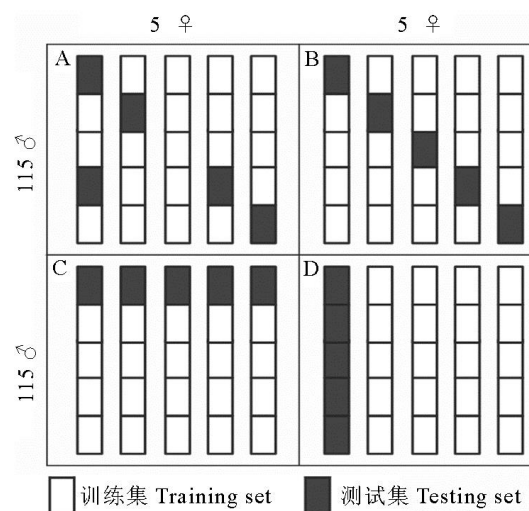 5 ♀ 5 ♀
A B
115 ♂
C D
115 ♂
训练集 Training set 测试集 Testing set